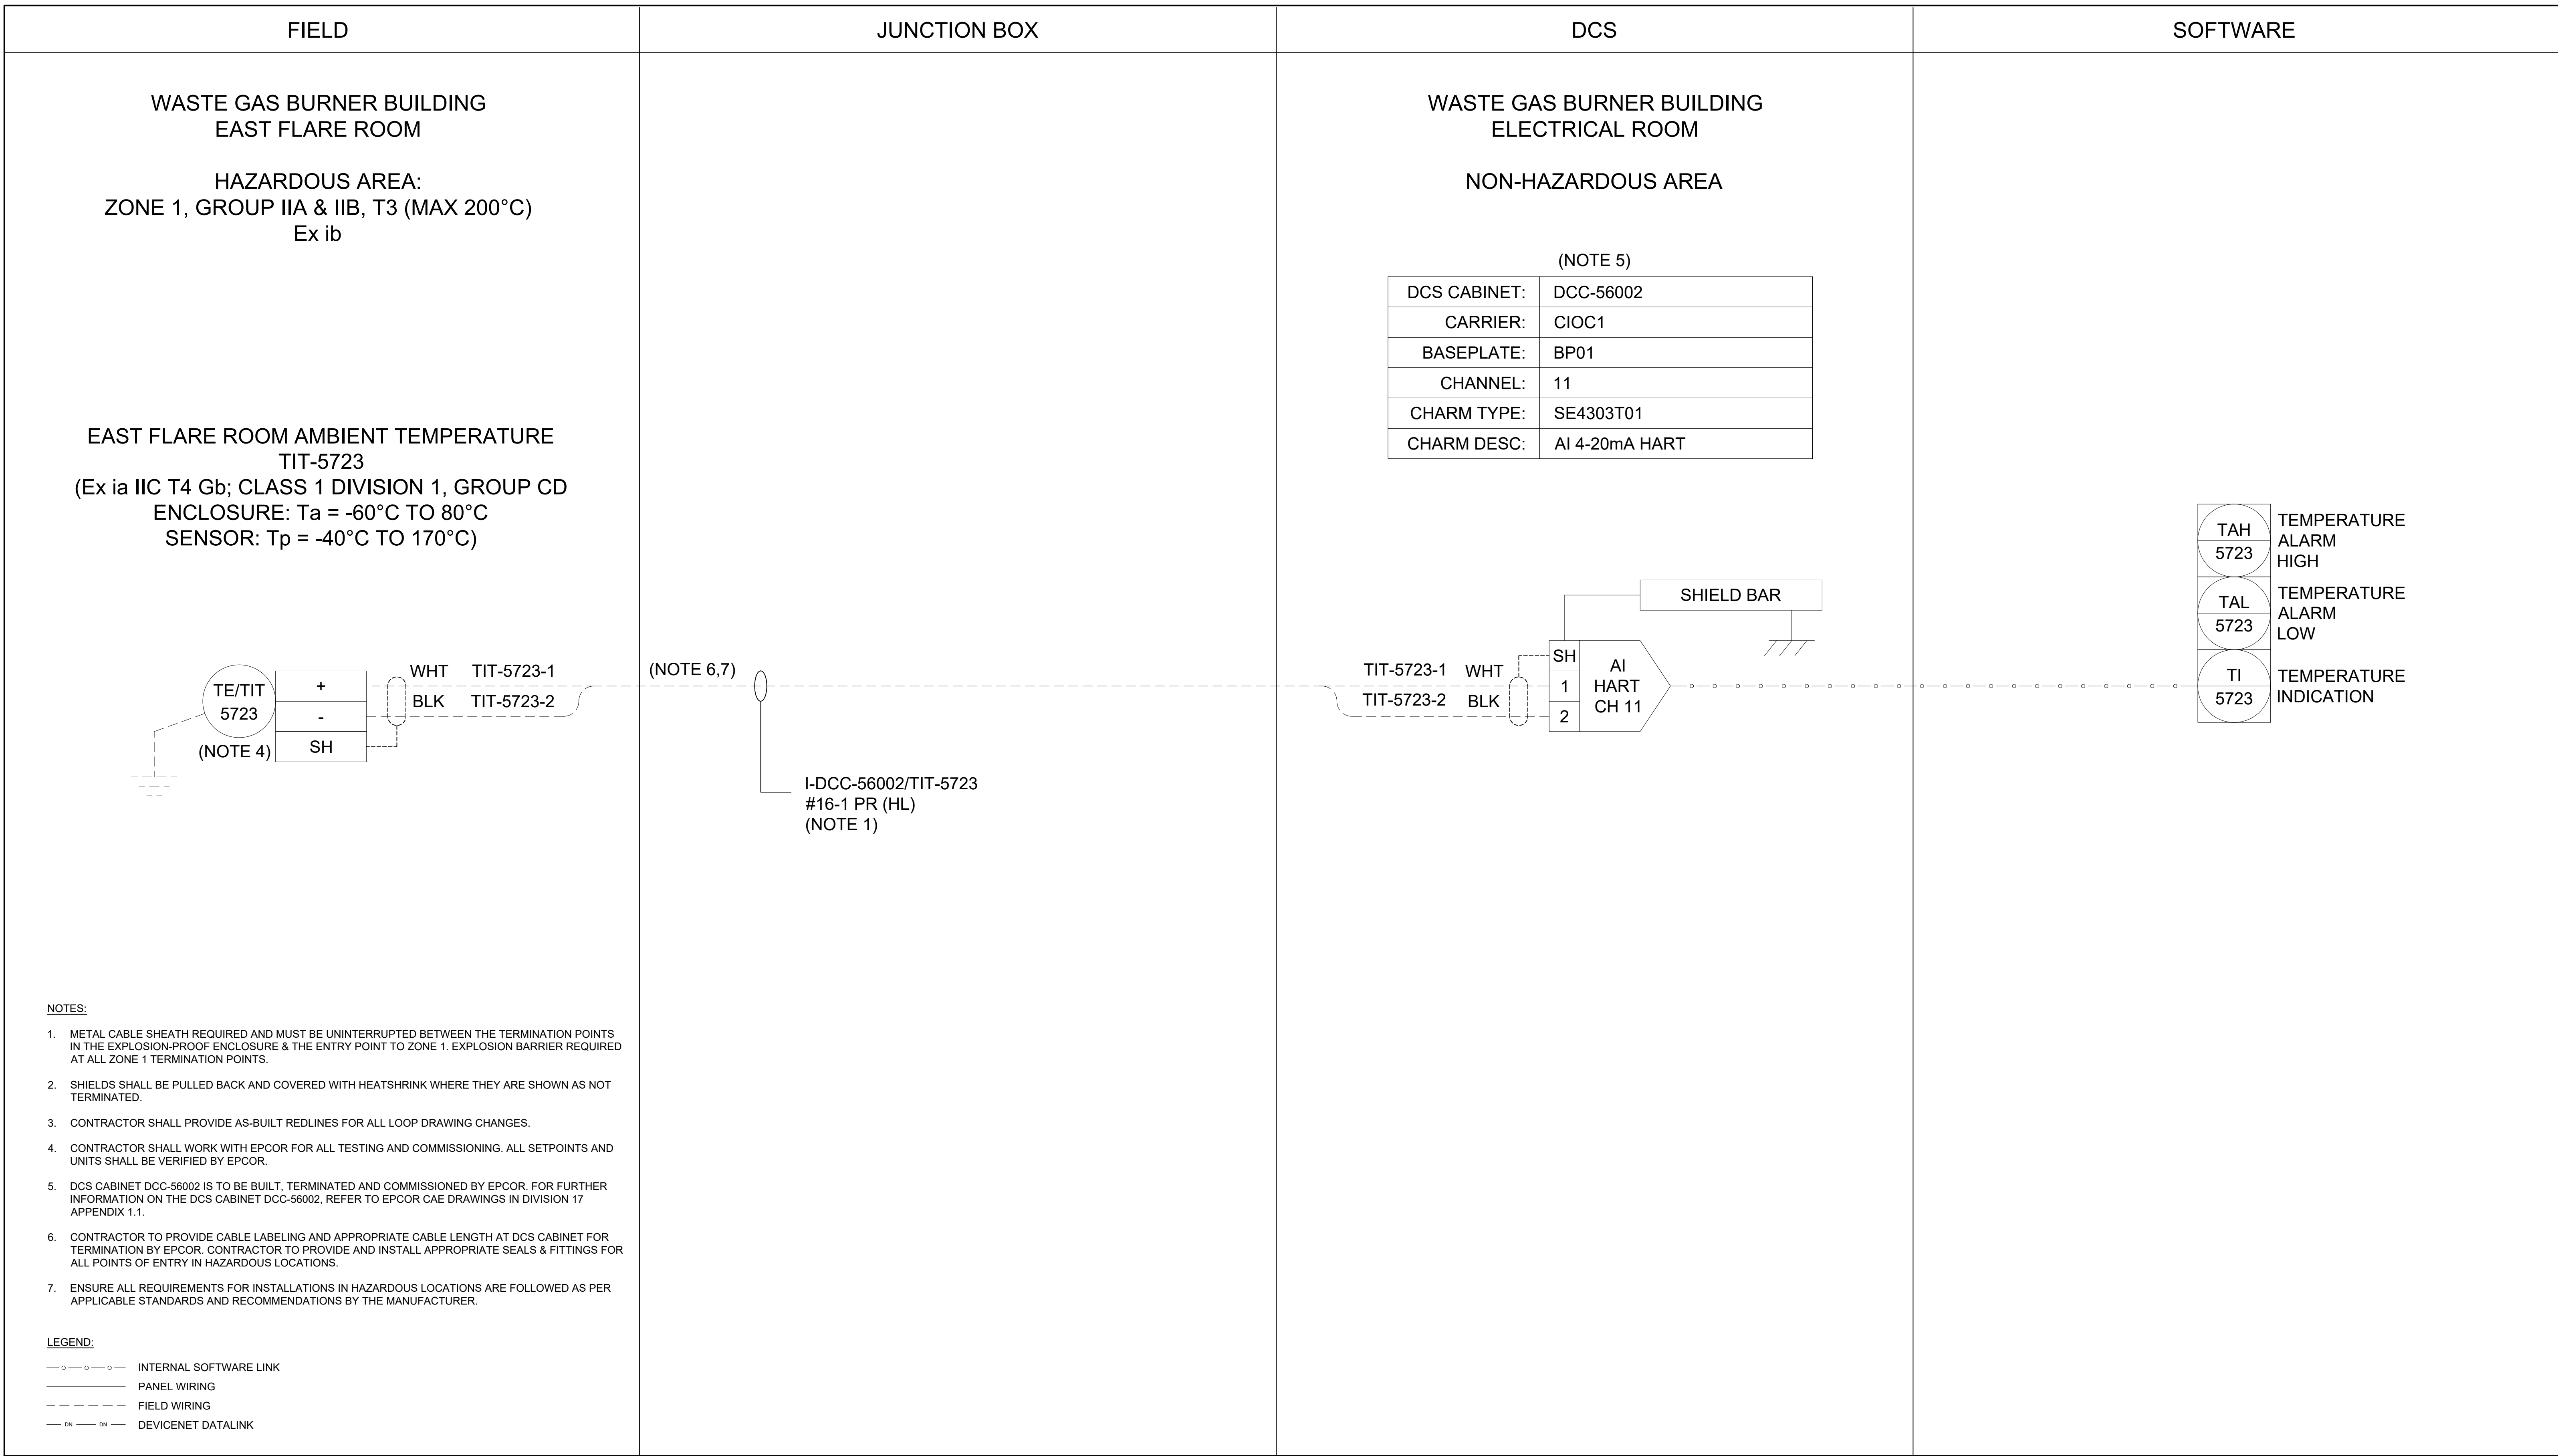 FIELD
JUNCTION BOX
DCS
SOFTWARE
WASTE GAS BURNER BUILDING
EAST FLARE ROOM
HAZARDOUS AREA:
ZONE 1, GROUP IIA & IIB, T3 (MAX 200°C)
Ex ib
EAST FLARE ROOM AMBIENT TEMPERATURE
TIT-5723
(Ex ia IIC T4 Gb; CLASS 1 DIVISION 1, GROUP CD
ENCLOSURE: Ta = -60°C TO 80°C
SENSOR: Tp = -40°C TO 170°C)
TE/TIT
5723
(NOTE 4)
+
-
SH
WHT TIT-5723-1
BLK TIT-5723-2
(NOTE 6,7)
I-DCC-56002/TIT-5723
#16-1 PR (HL)
(NOTE 1)
WASTE GAS BURNER BUILDING
ELECTRICAL ROOM
NON-HAZARDOUS AREA
(NOTE 5)
DCS CABINET: DCC-56002
CARRIER: CIOC1
BASEPLATE: BP01
CHANNEL: 11
CHARM TYPE: SE4303T01
CHARM DESC: AI 4-20mA HART
SHIELD BAR
TIT-5723-1 WHT
TIT-5723-2 BLK
SH
1
2
AI
HART
CH 11
TAH
5723
TEMPERATURE
ALARM
HIGH
TAL
5723
TEMPERATURE
ALARM
LOW
TI
5723
TEMPERATURE
INDICATION
NOTES:
1. METAL CABLE SHEATH REQUIRED AND MUST BE UNINTERRUPTED BETWEEN THE TERMINATION POINTS
IN THE EXPLOSION-PROOF ENCLOSURE & THE ENTRY POINT TO ZONE 1. EXPLOSION BARRIER REQUIRED
AT ALL ZONE 1 TERMINATION POINTS.
2. SHIELDS SHALL BE PULLED BACK AND COVERED WITH HEATSHRINK WHERE THEY ARE SHOWN AS NOT
TERMINATED.
3. CONTRACTOR SHALL PROVIDE AS-BUILT REDLINES FOR ALL LOOP DRAWING CHANGES.
4. CONTRACTOR SHALL WORK WITH EPCOR FOR ALL TESTING AND COMMISSIONING. ALL SETPOINTS AND
UNITS SHALL BE VERIFIED BY EPCOR.
5. DCS CABINET DCC-56002 IS TO BE BUILT, TERMINATED AND COMMISSIONED BY EPCOR. FOR FURTHER
INFORMATION ON THE DCS CABINET DCC-56002, REFER TO EPCOR CAE DRAWINGS IN DIVISION 17
APPENDIX 1.1.
6. CONTRACTOR TO PROVIDE CABLE LABELING AND APPROPRIATE CABLE LENGTH AT DCS CABINET FOR
TERMINATION BY EPCOR. CONTRACTOR TO PROVIDE AND INSTALL APPROPRIATE SEALS & FITTINGS FOR
ALL POINTS OF ENTRY IN HAZARDOUS LOCATIONS.
7. ENSURE ALL REQUIREMENTS FOR INSTALLATIONS IN HAZARDOUS LOCATIONS ARE FOLLOWED AS PER
APPLICABLE STANDARDS AND RECOMMENDATIONS BY THE MANUFACTURER.
LEGEND:
INTERNAL SOFTWARE LINK
PANEL WIRING
FIELD WIRING
DN DN DEVICENET DATALINK